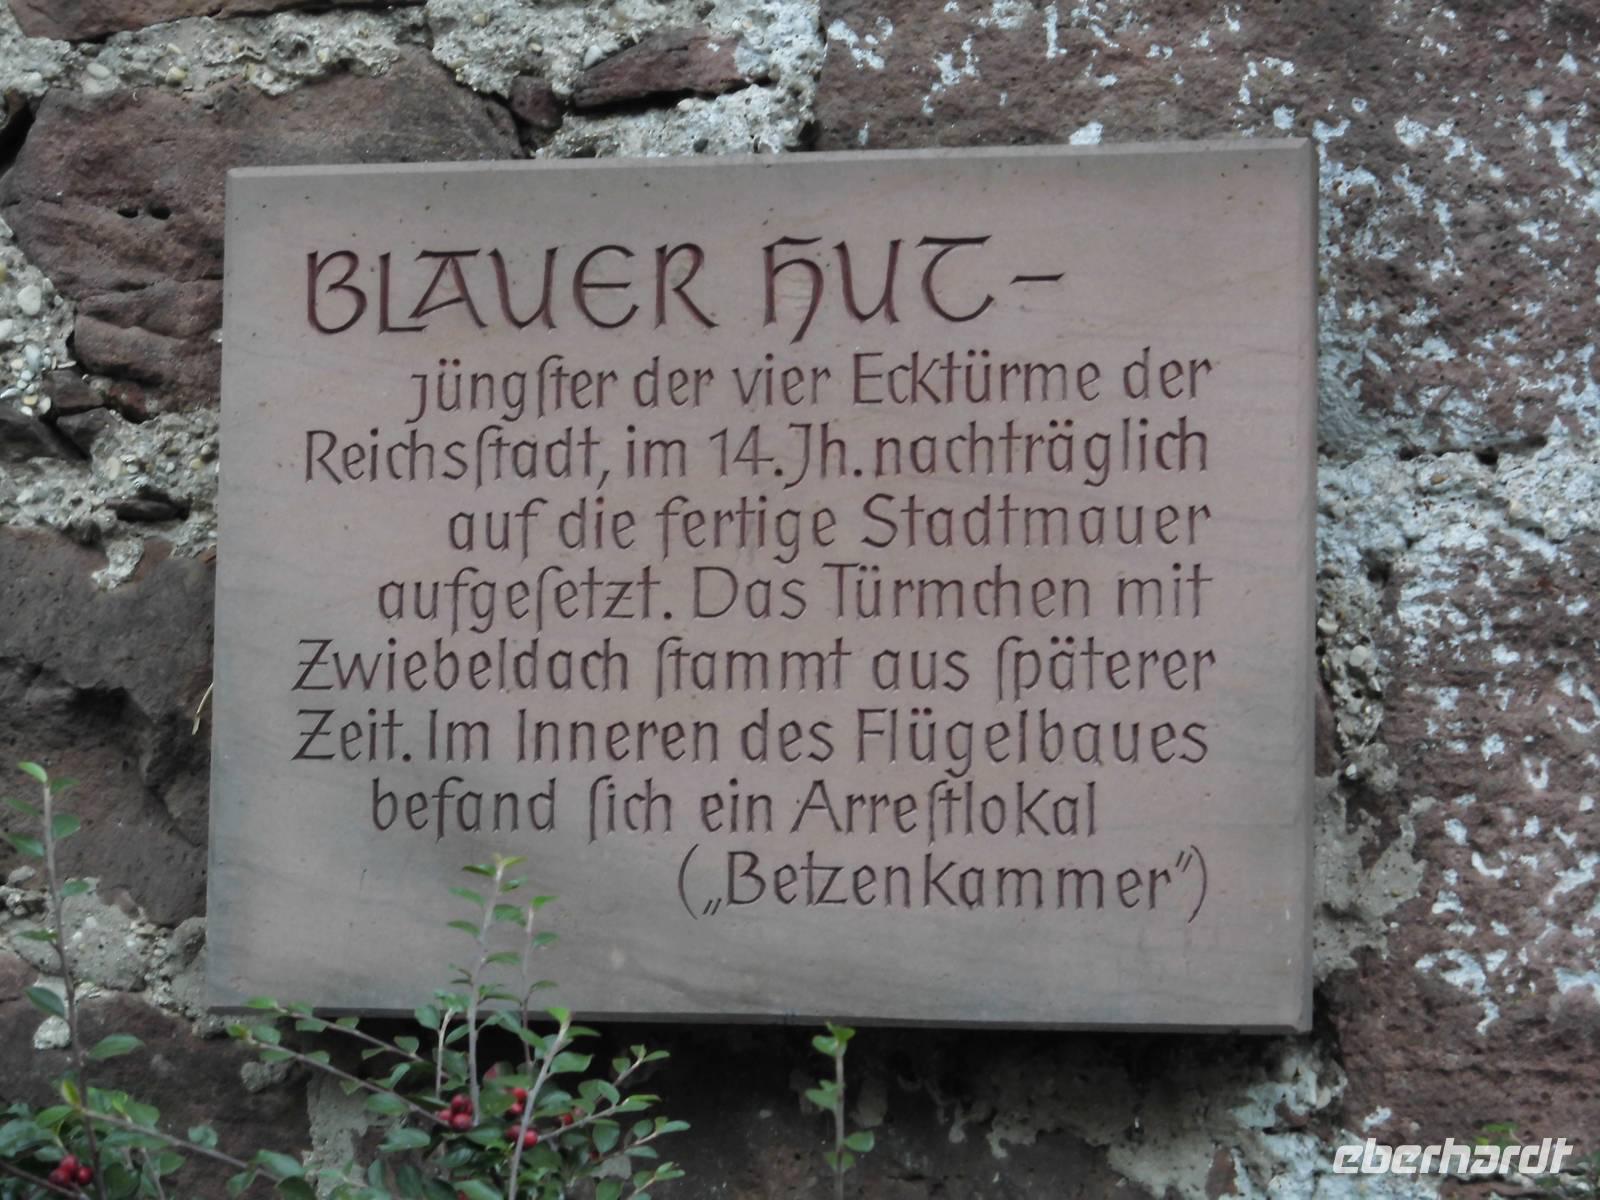 BLAUER HUT –
jüngſter der vier Ecktürme der
Reichsſtadt, im 14. Jh. nachträglich
auf die fertige Stadtmauer
aufgeſetzt. Das Türmchen mit
Zwiebeldach ſtammt aus ſpäterer
Zeit. Im Inneren des Flügelbaues
befand ſich ein Arreſtlokal
(„Betzenkammer“)
eberhardt